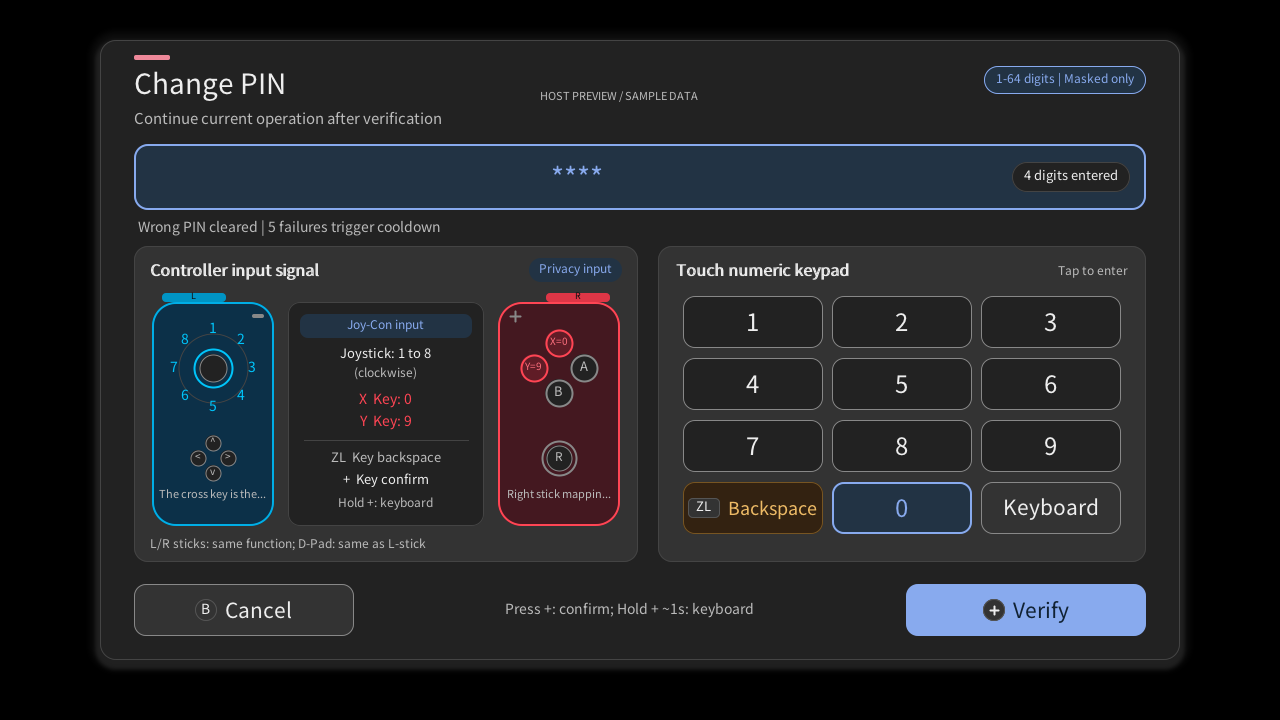 Change PIN
HOST PREVIEW / SAMPLE DATA
1-64 digits | Masked only
Continue current operation after verification
****
4 digits entered
Wrong PIN cleared | 5 failures trigger cooldown
Controller input signal
Privacy input
L
1
2
3
4
5
6
7
8
^
<
>
v
The cross key is the...
Joy-Con input
Joystick: 1 to 8
(clockwise)
X Key: 0
Y Key: 9
ZL Key backspace
+ Key confirm
Hold +: keyboard
R
+
X=0
Y=9
A
B
R
Right stick mappin...
L/R sticks: same function; D-Pad: same as L-stick
Touch numeric keypad
Tap to enter
1 2 3
4 5 6
7 8 9
ZL Backspace 0 Keyboard
B Cancel
Press +: confirm; Hold + ~1s: keyboard
+ Verify